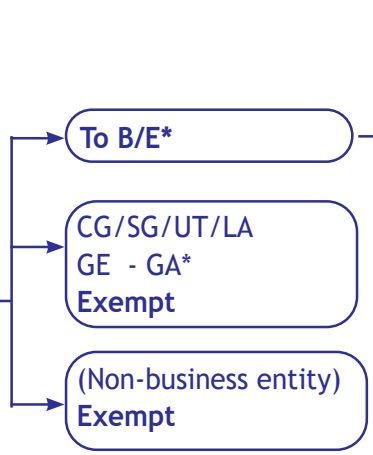 To B/E*
CG/SG/UT/LA
GE - GA*
Exempt
(Non-business entity)
Exempt